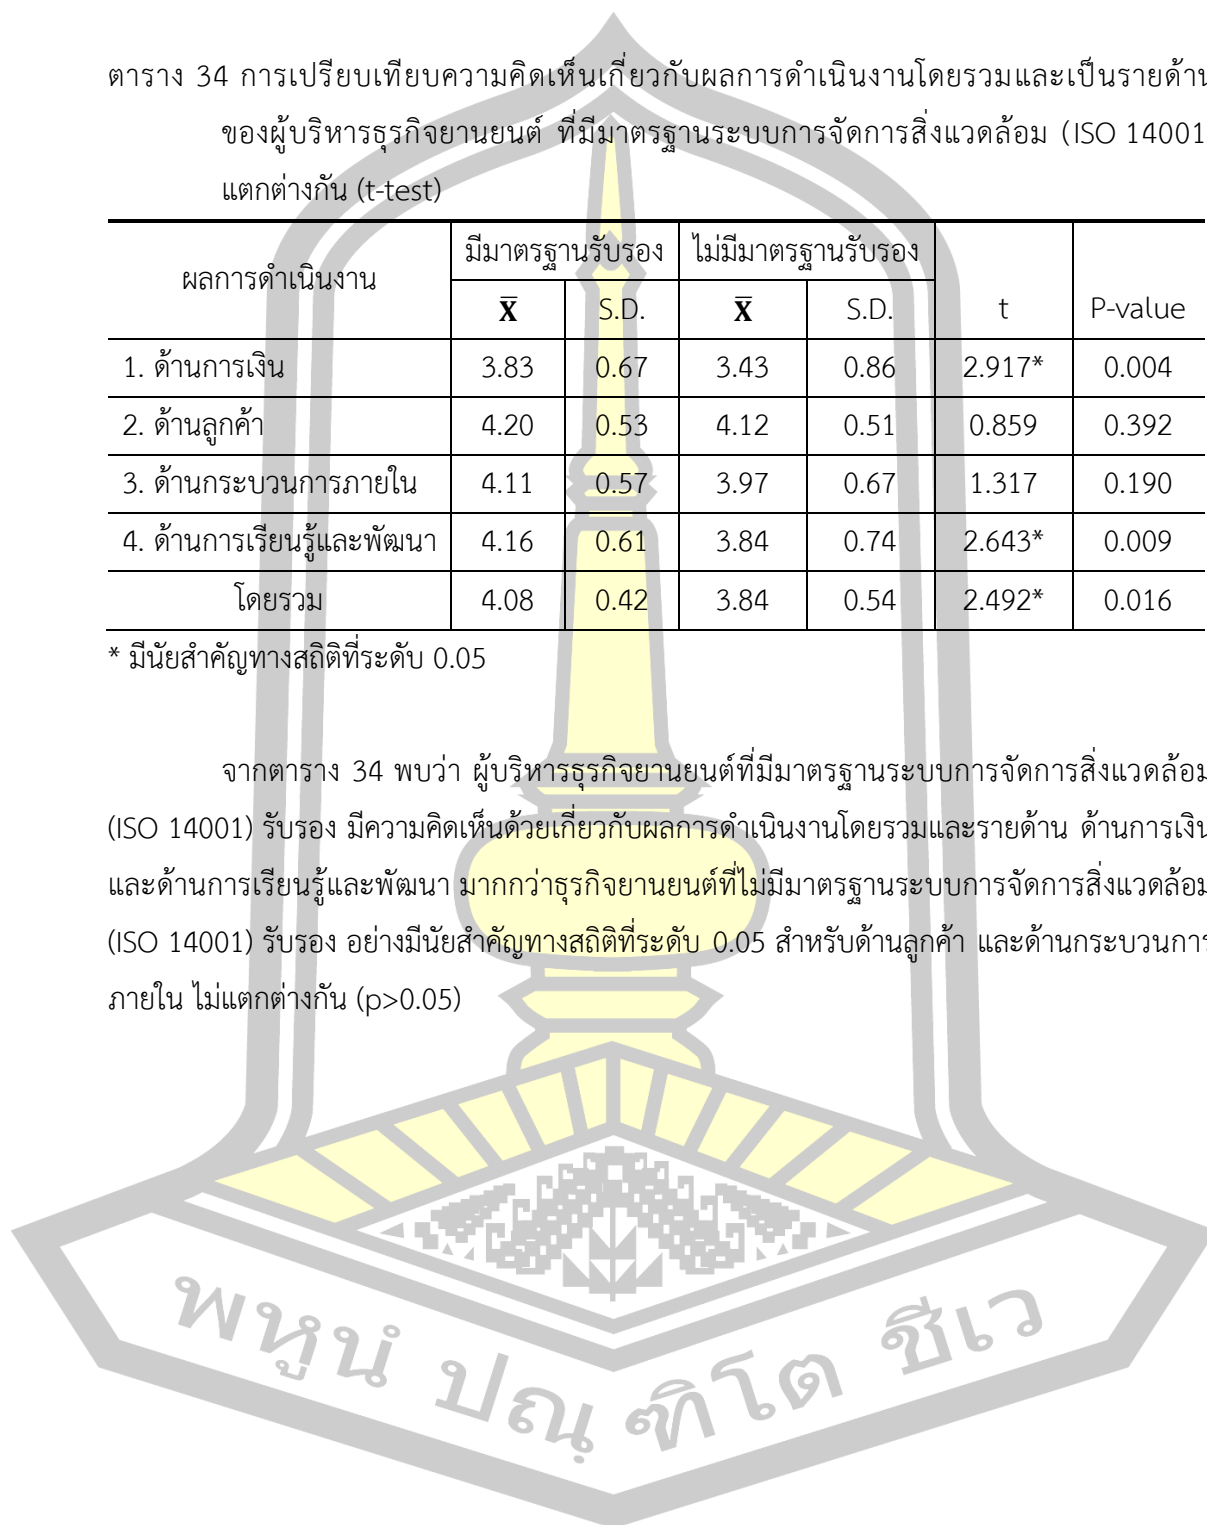 ตาราง 34 การเปรียบเทียบความคิดเห็นเกี่ยวกับผลการดำเนินงานโดยรวมและเป็นรายด้าน
ของผู้บริหารธุรกิจยานยนต์ ที่มีมาตรฐานระบบการจัดการสิ่งแวดล้อม (ISO 14001
แตกต่างกัน (t-test)
ผลการดำเนินงาน มีมาตรฐานรับรอง ไม่มีมาตรฐานรับรอง t P-value
X̄ S.D. X̄ S.D.
1. ด้านการเงิน 3.83 0.67 3.43 0.86 2.917* 0.004
2. ด้านลูกค้า 4.20 0.53 4.12 0.51 0.859 0.392
3. ด้านกระบวนการภายใน 4.11 0.57 3.97 0.67 1.317 0.190
4. ด้านการเรียนรู้และพัฒนา 4.16 0.61 3.84 0.74 2.643* 0.009
โดยรวม 4.08 0.42 3.84 0.54 2.492* 0.016
* มีนัยสำคัญทางสถิติที่ระดับ 0.05
จากตาราง 34 พบว่า ผู้บริหารธุรกิจยานยนต์ที่มีมาตรฐานระบบการจัดการสิ่งแวดล้อม
(ISO 14001) รับรอง มีความคิดเห็นด้วยเกี่ยวกับผลการดำเนินงานโดยรวมและรายด้าน ด้านการเงิน
และด้านการเรียนรู้และพัฒนา มากกว่าธุรกิจยานยนต์ที่ไม่มีมาตรฐานระบบการจัดการสิ่งแวดล้อม
(ISO 14001) รับรอง อย่างมีนัยสำคัญทางสถิติที่ระดับ 0.05 สำหรับด้านลูกค้า และด้านกระบวนการ
ภายใน ไม่แตกต่างกัน (p>0.05)
พหูนํ ปณฺฑิโต ชีเว